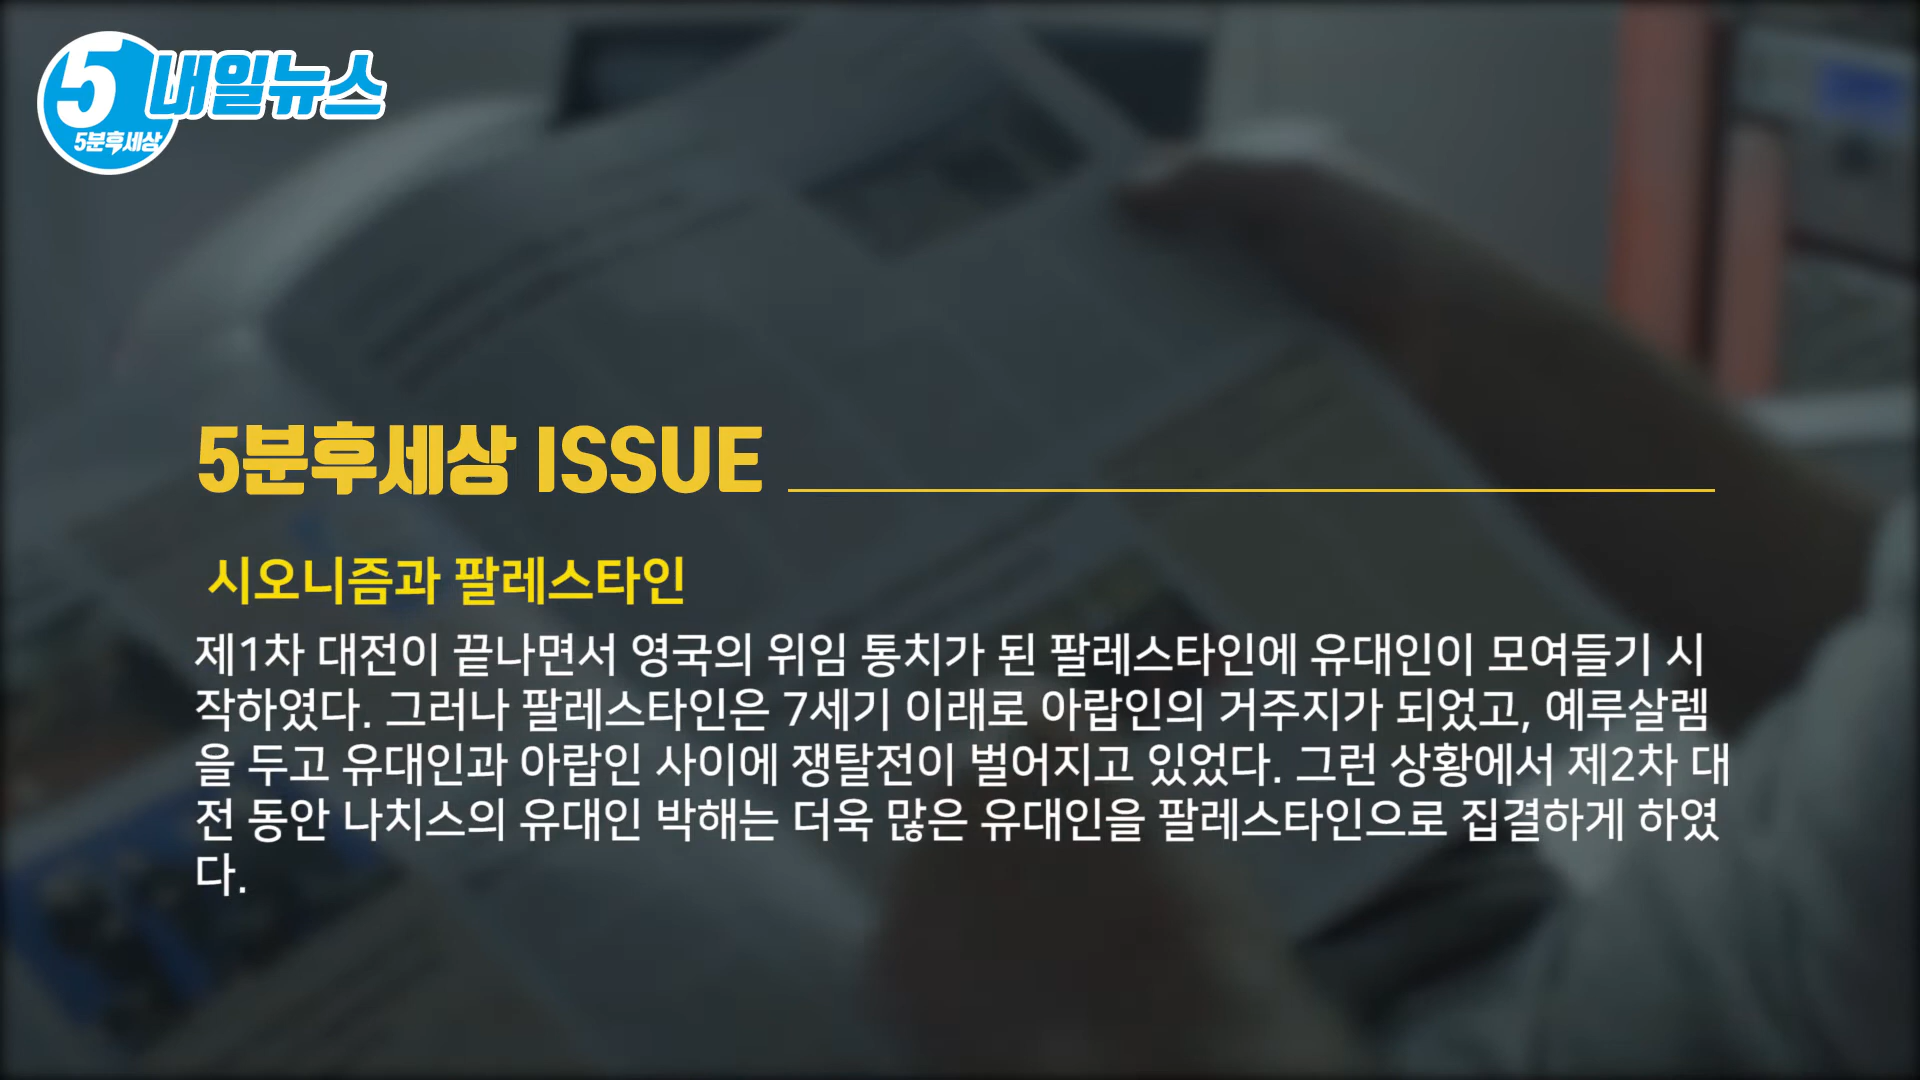 5 내일뉴스
5분후세상
5분후세상 ISSUE
시오니즘과 팔레스타인
제1차 대전이 끝나면서 영국의 위임 통치가 된 팔레스타인에 유대인이 모여들기 시
작하였다. 그러나 팔레스타인은 7세기 이래로 아랍인의 거주지가 되었고, 예루살렘
을 두고 유대인과 아랍인 사이에 쟁탈전이 벌어지고 있었다. 그런 상황에서 제2차 대
전 동안 나치스의 유대인 박해는 더욱 많은 유대인을 팔레스타인으로 집결하게 하였
다.